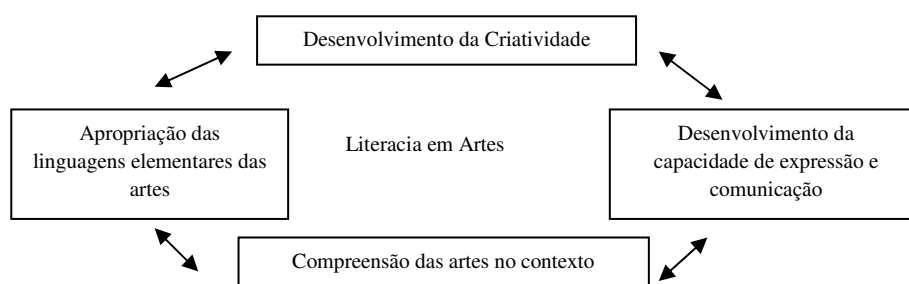 Desenvolvimento da Criatividade
Apropriação das
linguagens elementares das
artes
Literacia em Artes
Desenvolvimento da
capacidade de expressão e
comunicação
Compreensão das artes no contexto